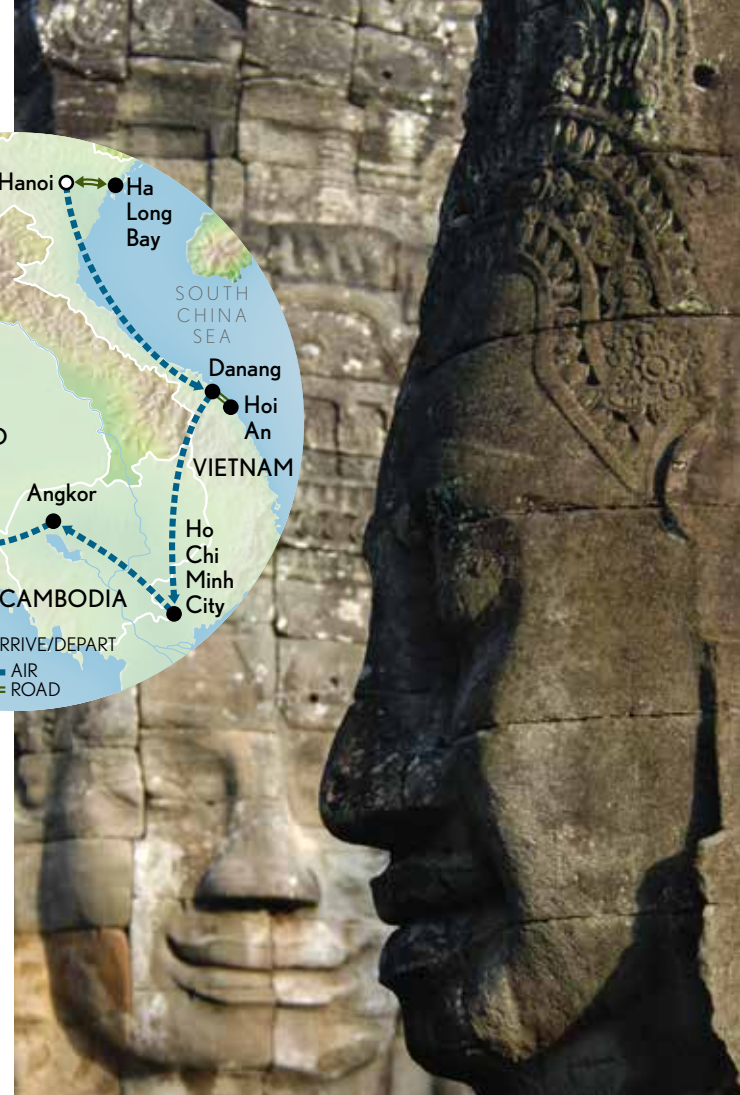 Hanoi
Ha
Long
Bay
SOUTH
CHINA
SEA
Danang
Hoi
An
VIETNAM
Angkor
Ho
Chi
Minh
City
CAMBODIA
RRIVE/DEPART
AIR
ROAD